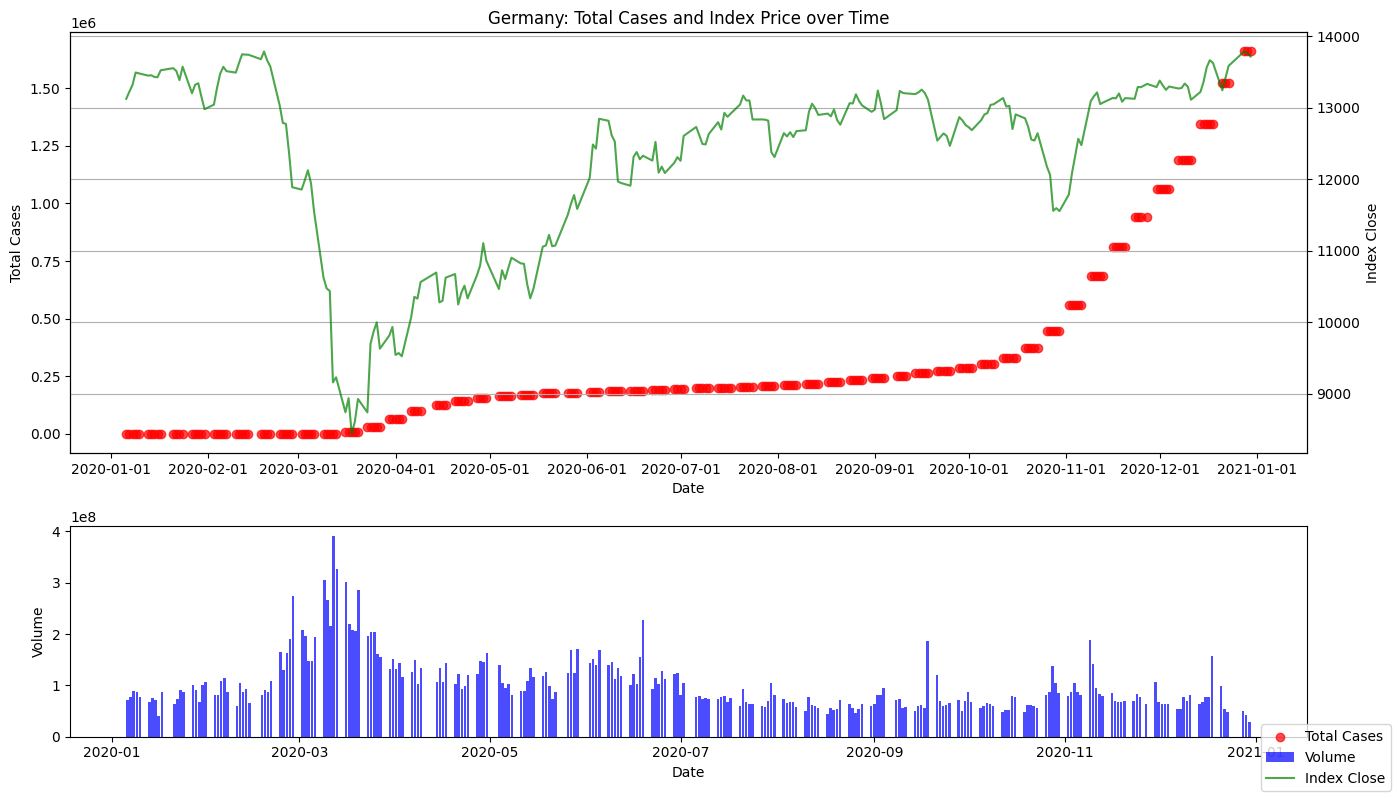 Germany: Total Cases and Index Price over Time
1e6
1.50
1.25
1.00
0.75
0.50
0.25
0.00
Total Cases
14000
13000
12000
11000
10000
9000
Index Close
2020-01-01 2020-02-01 2020-03-01 2020-04-01 2020-05-01 2020-06-01 2020-07-01 2020-08-01 2020-09-01 2020-10-01 2020-11-01 2020-12-01 2021-01-01
Date
1e8
4
3
2
1
0
Volume
2020-01 2020-03 2020-05 2020-07 2020-09 2020-11 2021-01
Date
Total Cases
Volume
Index Close